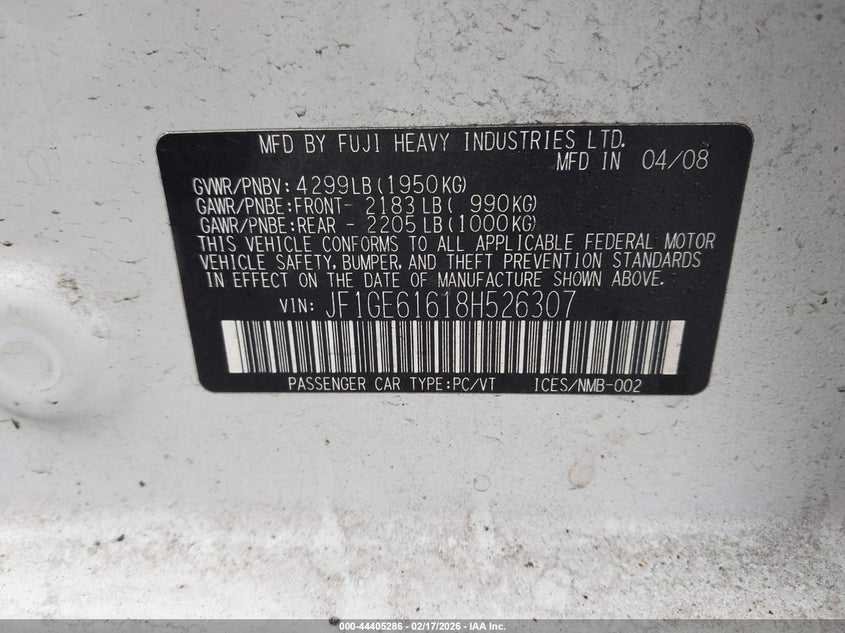 MFD BY FUJI HEAVY INDUSTRIES LTD.
MFD IN 04/08
GVWR/PNBV: 4299LB(1950KG)
GAWR/PNBE:FRONT- 2183LB( 990KG)
GAWR/PNBE:REAR - 2205LB(1000KG)
THIS VEHICLE CONFORMS TO ALL APPLICABLE FEDERAL MOTOR
VEHICLE SAFETY, BUMPER, AND THEFT PREVENTION STANDARDS
IN EFFECT ON THE DATE OF MANUFACTURE SHOWN ABOVE.
VIN: JF1GE61618H526307
PASSENGER CAR TYPE:PC/VT ICES/NMB-002
000-44405286 - 02/17/2026 - IAA Inc.